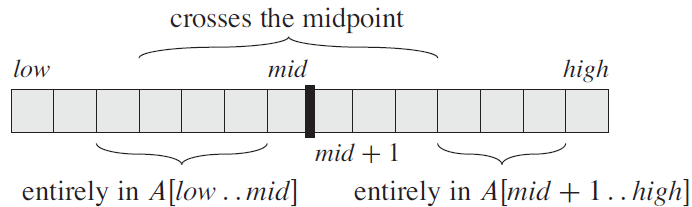 crosses the midpoint
low mid high
mid + 1
entirely in A[low . . mid] entirely in A[mid + 1 . . high]